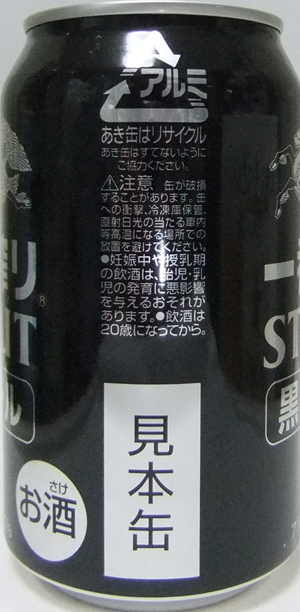 アルミ
あき缶はリサイクル
あき缶はすてないように
ご協力ください。
⚠注意 缶が破損
することがあります。缶
への衝撃、冷凍庫保管、
直射日光の当たる車内
等高温になる場所での
放置を避けてください。
●妊娠中や授乳期
の飲酒は、胎児・乳
児の発育に悪影響
を与えるおそれが
あります。●飲酒は
20歳になってから。
搾り®
ル
一
ST
黒
見本缶
さけ
お酒